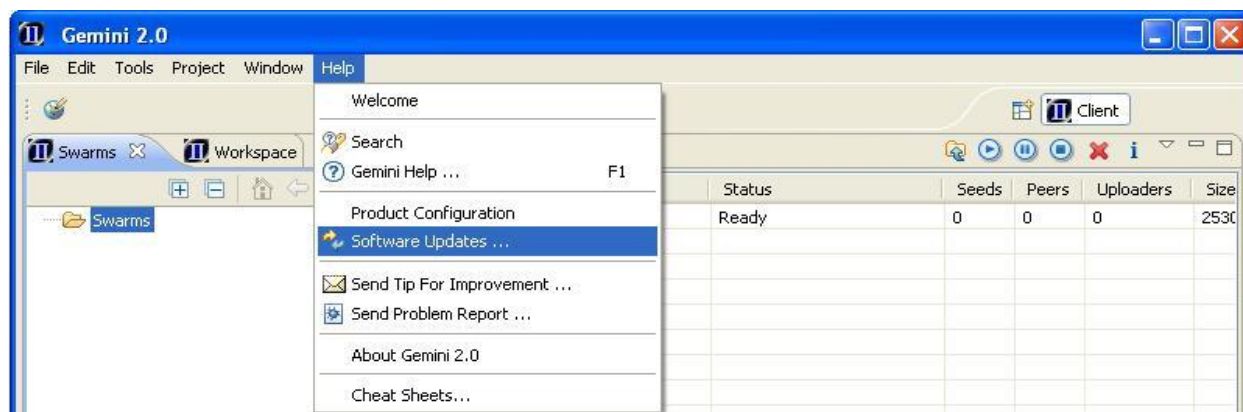 Gemini 2.0
File Edit Tools Project Window Help
Welcome
Search
Gemini Help ... F1
Product Configuration
Software Updates ...
Send Tip For Improvement ...
Send Problem Report ...
About Gemini 2.0
Cheat Sheets...
Client
Swarms Workspace
Swarms
Status Seeds Peers Uploaders Size
Ready 0 0 0 2530